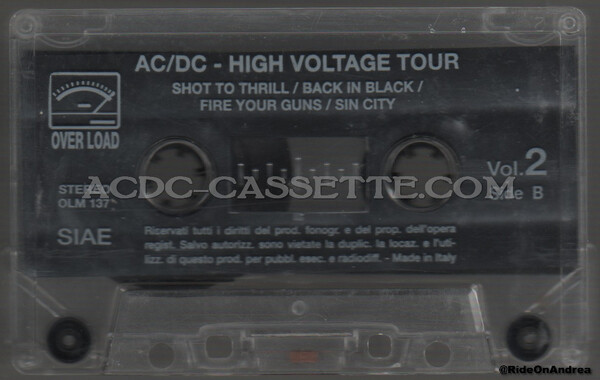 AC/DC - HIGH VOLTAGE TOUR
SHOT TO THRILL / BACK IN BLACK /
FIRE YOUR GUNS / SIN CITY
OVER LOAD
Vol. 2
Side B
STEREO
OLM 137
ACDC-CASSETTE.COM
SIAE
Riservati tutti i diritti del prod. fonogr. e del prop. dell'opera
regist. Salvo autorizz. sono vietate la duplic. la locaz. e l'uti-
lizz. di questo prod. per pubbl. esec. e radiodiff. - Made in Italy
@RideOnAndrea